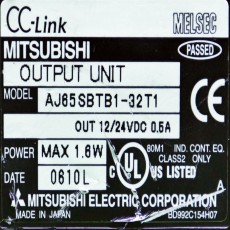 CC-Link MELSEC
MITSUBISHI PASSED
OUTPUT UNIT
MODEL AJ65SBTB1-32T1
OUT 12/24VDC 0.5A
POWER MAX 1.6W 80M1 IND. CONT. EQ.
CLASS2 ONLY
DATE 0610L C UL US LISTED
MITSUBISHI ELECTRIC CORPORATION
MADE IN JAPAN BD992C154H07